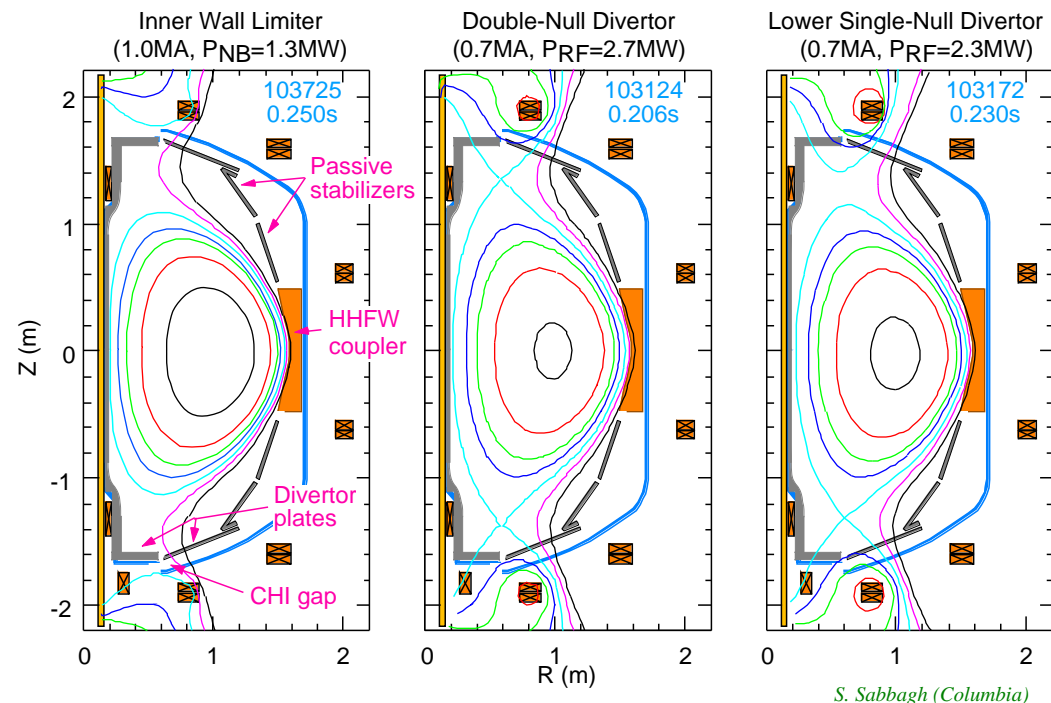 Inner Wall Limiter
(1.0MA, PNB=1.3MW)
Double-Null Divertor
(0.7MA, PRF=2.7MW)
Lower Single-Null Divertor
(0.7MA, PRF=2.3MW)
103725
0.250s
103124
0.206s
103172
0.230s
Passive
stabilizers
HHFW
coupler
Divertor
plates
CHI gap
Z (m)
2
1
0
-1
-2
0 1 2
0 1 2
0 1 2
R (m)
S. Sabbagh (Columbia)